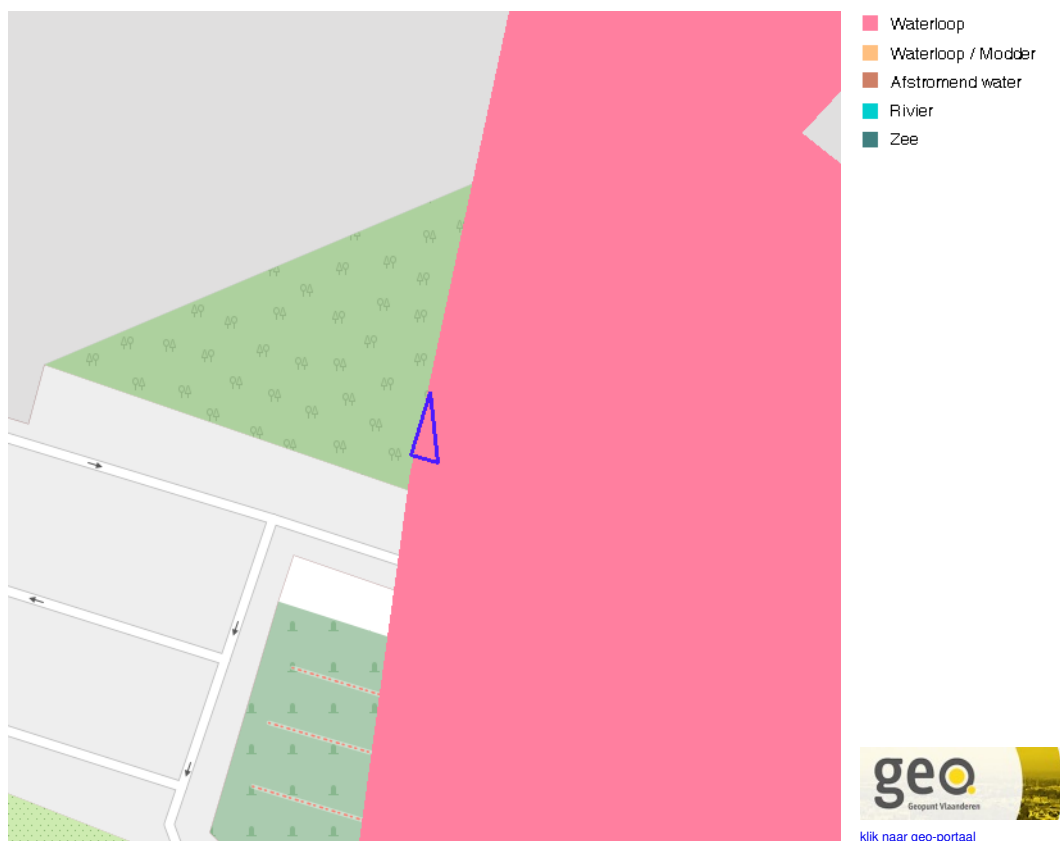 Waterloop
Waterloop / Modder
Afstromend water
Rivier
Zee
geo
Geopunt Vlaanderen
klik naar geo-portaal